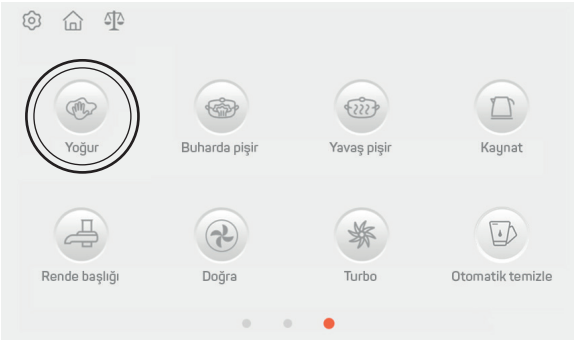 Yoğur
Buharda pişir
Yavaş pişir
Kaynat
Rende başlığı
Doğra
Turbo
Otomatik temizle